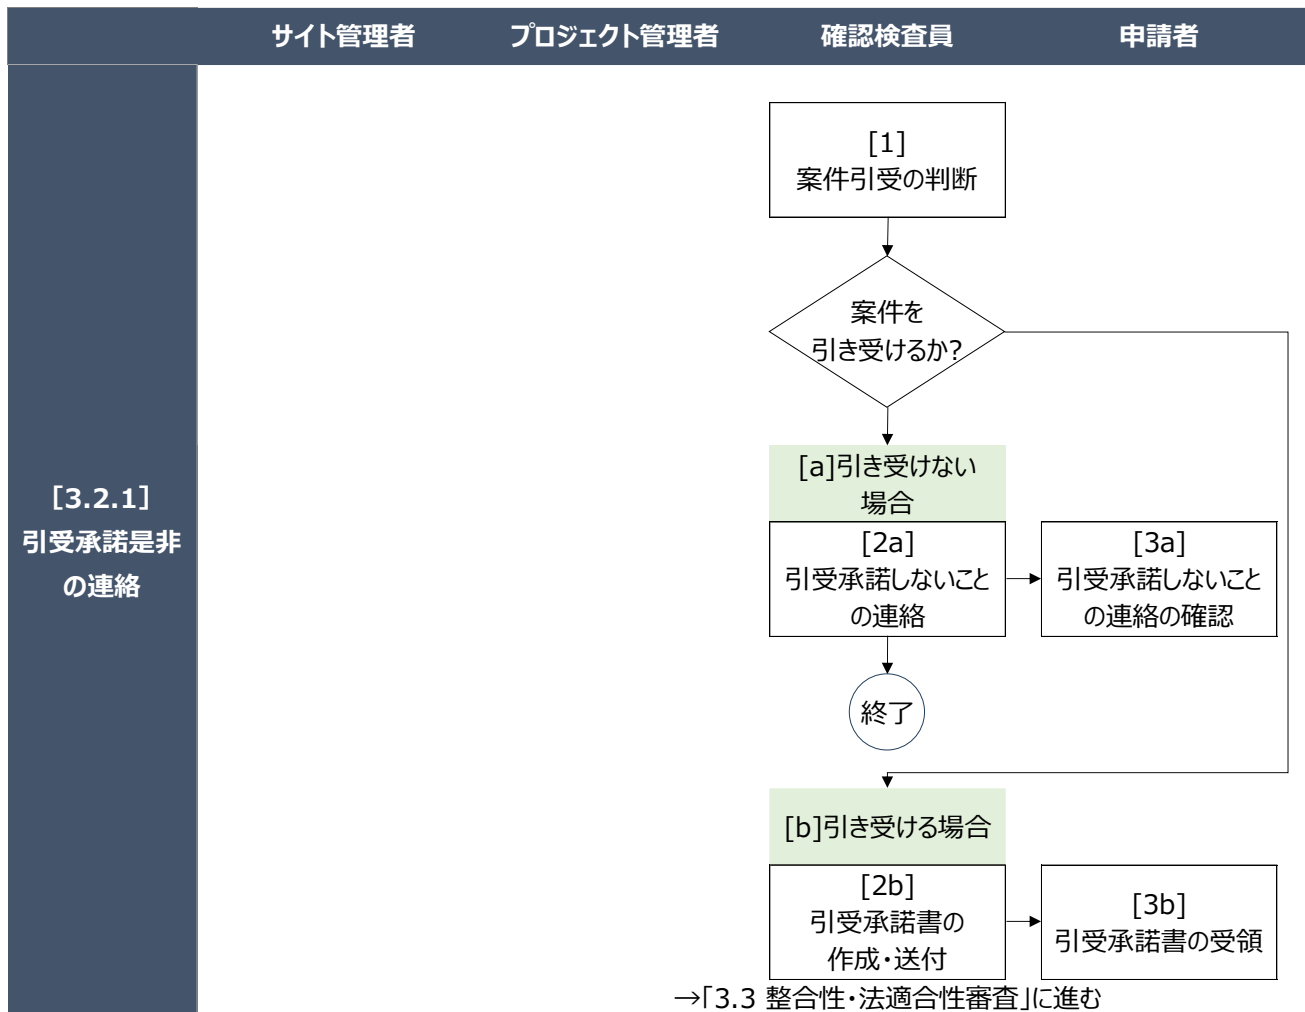 サイト管理者
プロジェクト管理者
確認検査員
申請者
[3.2.1]
引受承諾是非
の連絡
[1]
案件引受の判断
案件を
引き受けるか?
[a]引き受けない
場合
[2a]
引受承諾しないこと
の連絡
[3a]
引受承諾しないこと
の連絡の確認
終了
[b]引き受ける場合
[2b]
引受承諾書の
作成・送付
[3b]
引受承諾書の受領
→「3.3 整合性・法適合性審査」に進む